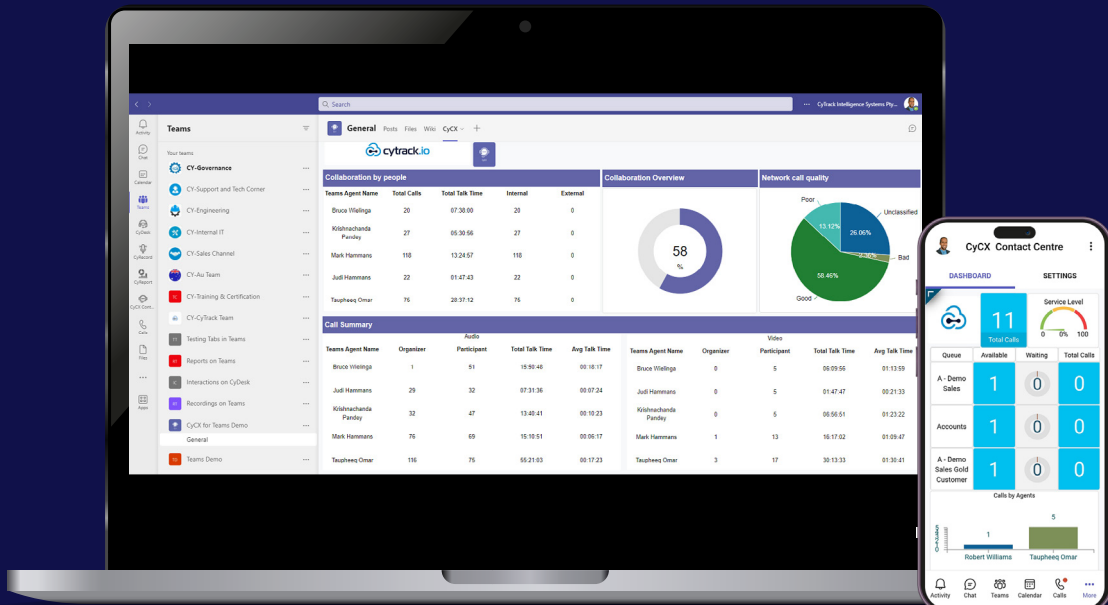 Search
CyTrack Intelligence Systems Pty...
Activity
Chat
Calendar
Teams
CyDesk
CyRecord
CyReport
CyCX Cont...
Calls
Files
Apps
Teams
Your teams
CY-Governance
CY-Support and Tech Corner
CY-Engineering
CY-Internal IT
CY-Sales Channel
CY-Au Team
CY-Training & Certification
CY-CyTrack Team
Testing Tabs in Teams
Reports on Teams
Interactions on CyDesk
Recordings on Teams
CyCX for Teams Demo
General
Teams Demo
General Posts Files Wiki CyCX
cytrack.io
Collaboration by people
Teams Agent Name Total Calls Total Talk Time Internal External
Bruce Wielinga 20 07:38:00 20 0
Krishnachanda
Pandey 27 05:30:56 27 0
Mark Hammans 118 13:24:57 118 0
Judi Hammans 22 01:47:43 22 0
Taupheeq Omar 76 20:37:12 76 0
Collaboration Overview
58
%
Network call quality
Poor
Unclassified
13.12%
26.06%
Bad
58.46%
Good
Call Summary
Audio
Teams Agent Name Organizer Participant Total Talk Time Avg Talk Time
Bruce Wielinga 1 51 15:50:40 00:18:17
Judi Hammans 29 32 07:31:36 00:07:24
Krishnachanda
Pandey 32 47 13:40:41 00:10:23
Mark Hammans 76 69 15:10:51 00:06:17
Taupheeq Omar 116 75 55:21:03 00:17:23
Video
Teams Agent Name Organizer Participant Total Talk Time Avg Talk Time
Bruce Wielinga 0 5 06:09:56 01:13:59
Judi Hammans 0 5 01:47:47 00:21:33
Krishnachanda
Pandey 0 5 06:56:51 01:23:22
Mark Hammans 1 13 16:17:02 01:09:47
Taupheeq Omar 3 17 30:13:33 01:30:41
CyCX Contact Centre
DASHBOARD SETTINGS
11
Total Calls
Service Level
0 0% 100
Queue Available Waiting Total Calls
A - Demo
Sales 1 0 0
Accounts 1 0 0
A - Demo
Sales Gold
Customer 1 0 0
Calls by Agents
1
5
Robert Williams Taupheeq Omar
Activity Chat Teams Calendar Calls More